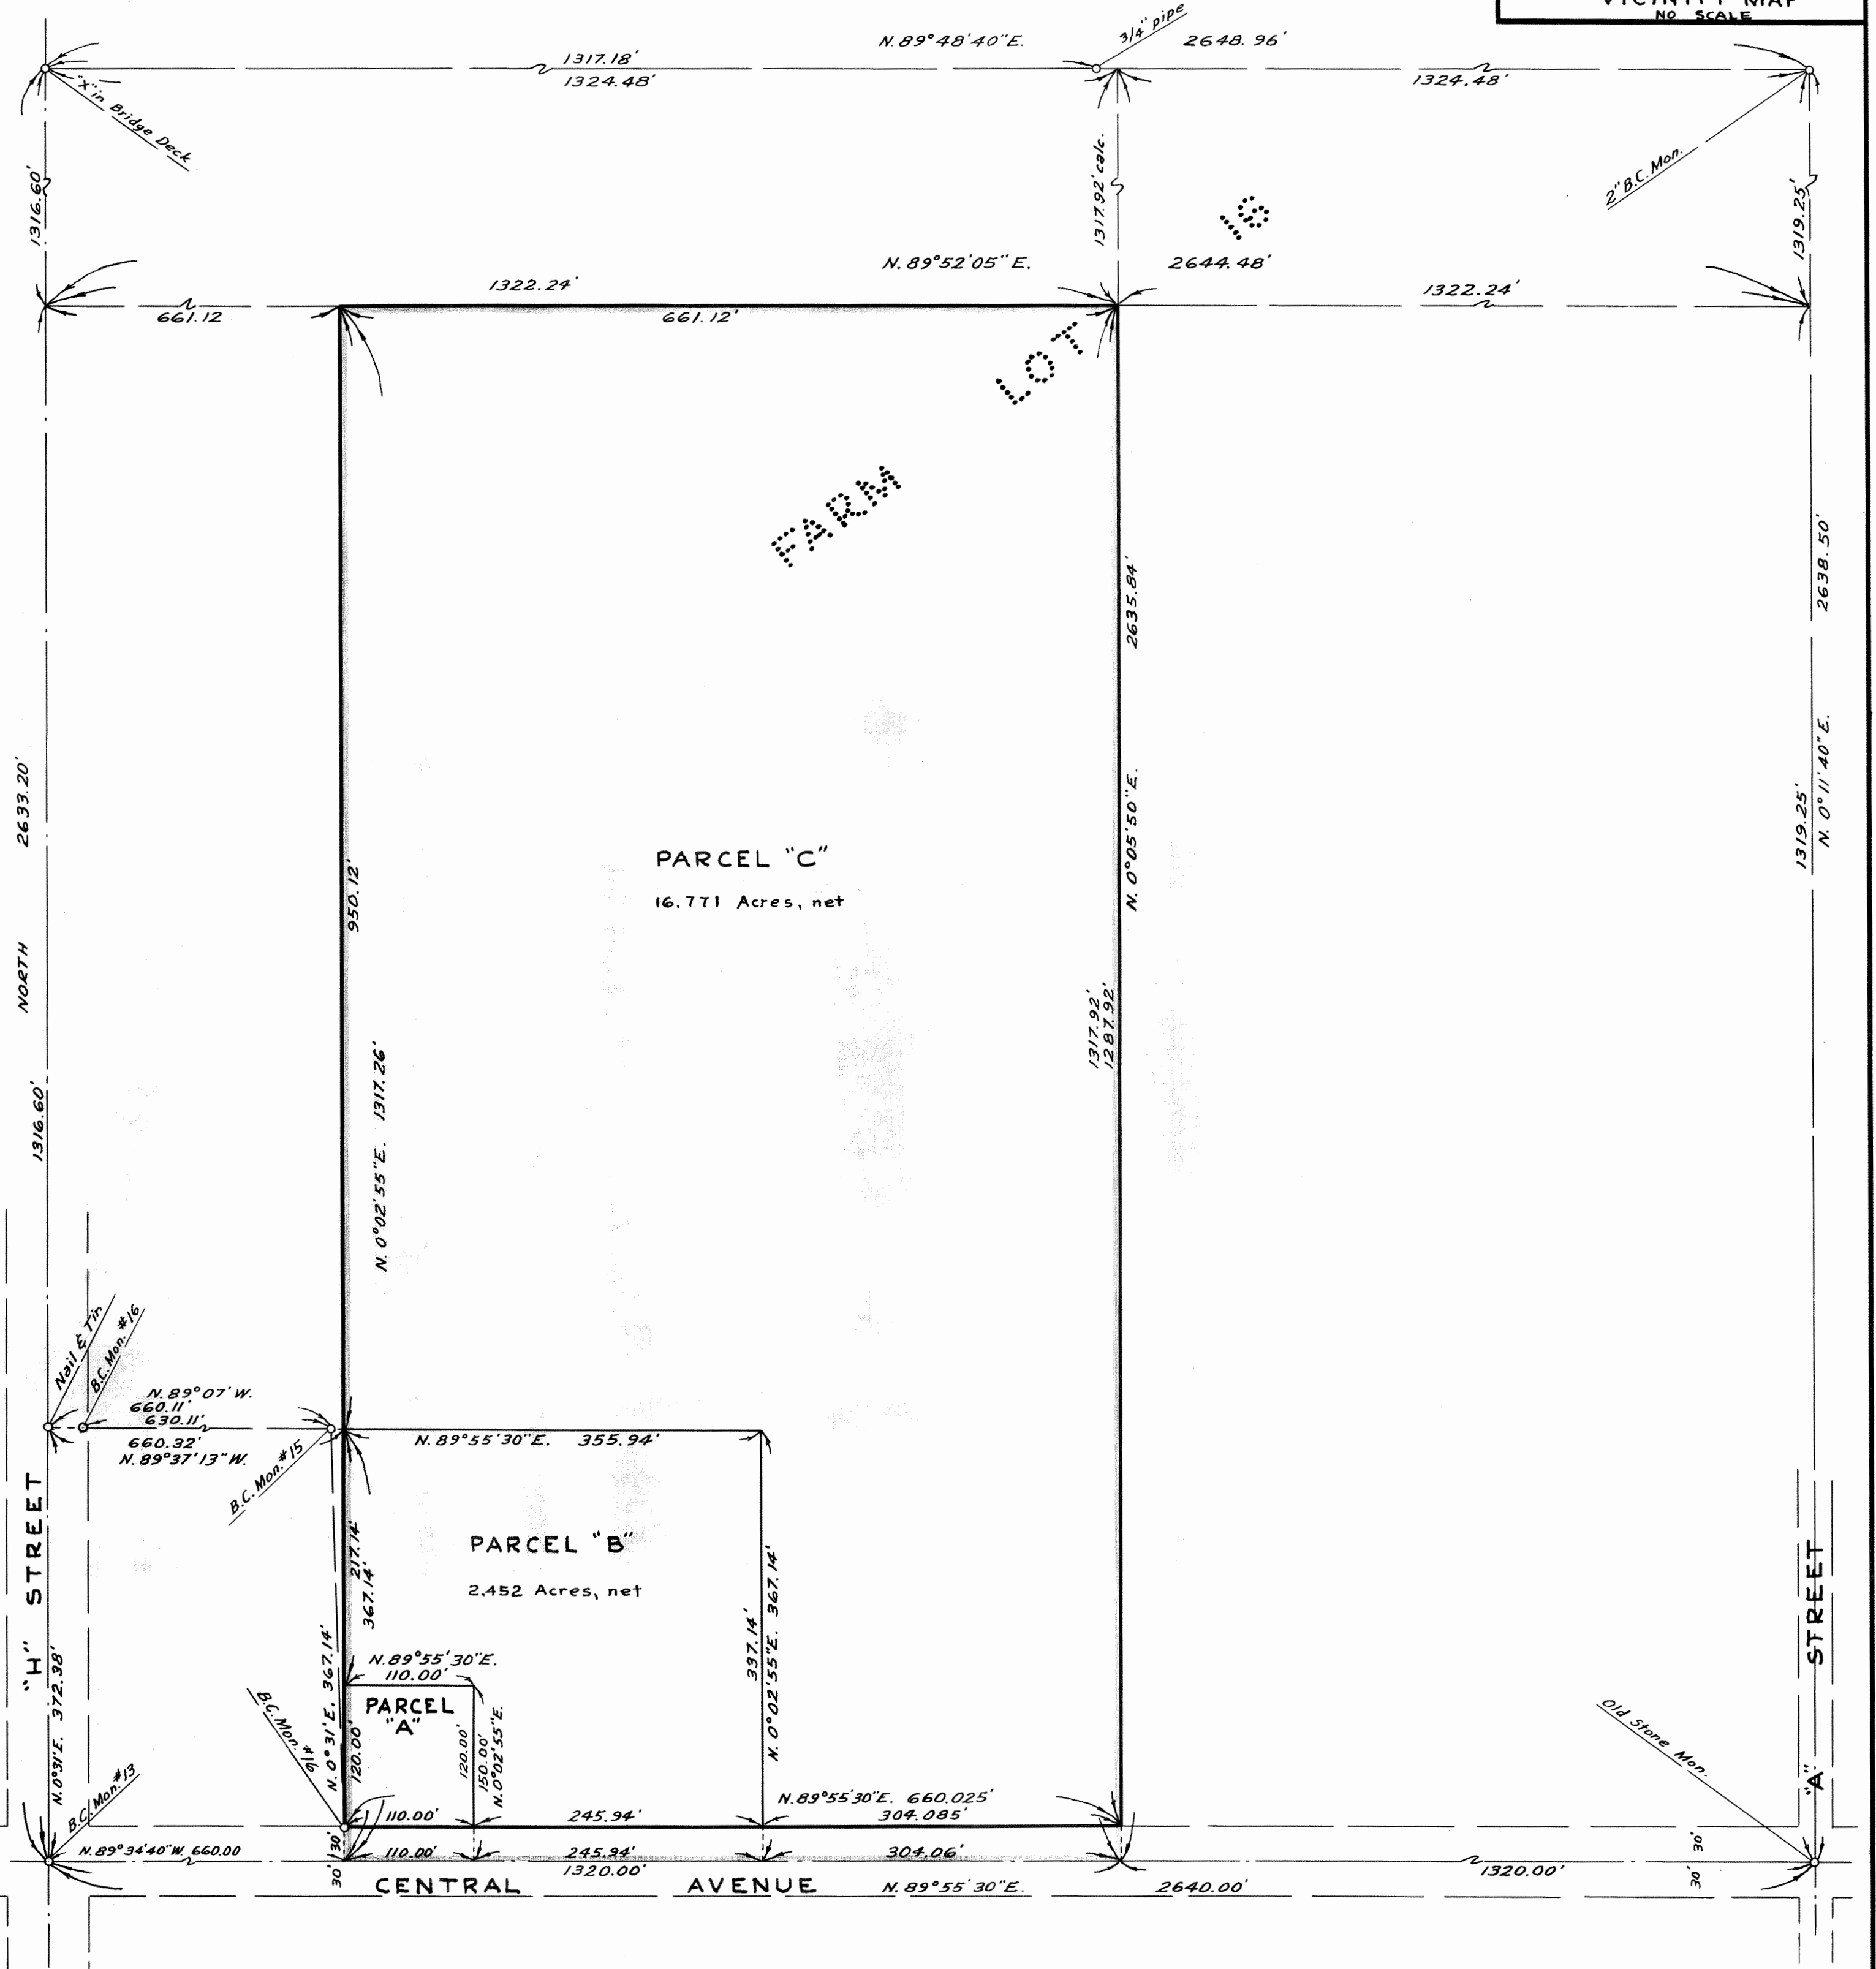 VICINITY MAP
NO SCALE
N. 89°48'40"E.
3/4" pipe
2648.96'
1317.18'
1324.48'
1324.48'
"X" in Bridge Deck
2" B.C. Mon.
1316.60'
1317.92' calc.
1319.25'
15
N. 89°52'05" E.
2644.48'
1322.24'
1322.24'
661.12
661.12'
LOT
FARM
2635.84'
2638.50'
N. 0°11'40" E.
2633.20'
NORTH
950.12'
PARCEL "C"
16.771 Acres, net
N. 0°05'50"E.
1319.25'
1317.92'
1287.92'
N. 0°02'55"E. 1317.26'
1316.60'
Nail & Tin
B.C. Mon. #16
N. 89°07' W.
660.11'
630.11'
660.32'
N. 89°37'13" W.
B.C. Mon. #15
N. 89°55'30"E. 355.94'
"H" STREET
217.14'
367.14'
PARCEL "B"
2.452 Acres, net
337.14'
N. 0°02'55"E. 367.14'
"A" STREET
N. 0°31'E. 372.38'
N. 0°31'E. 367.14'
N. 89°55'30"E.
110.00'
PARCEL
"A"
120.00'
120.00'
150.00'
N. 0°02'55"E.
B.C. Mon. #16
Old Stone Mon.
B.C. Mon. #13
N. 89°55'30"E. 660.025'
110.00'
245.94'
304.085'
N. 89°34'40" W. 660.00
30'
30'
110.00'
245.94'
304.06'
30'
30'
1320.00'
1320.00'
CENTRAL AVENUE
N. 89°55'30"E.
2640.00'